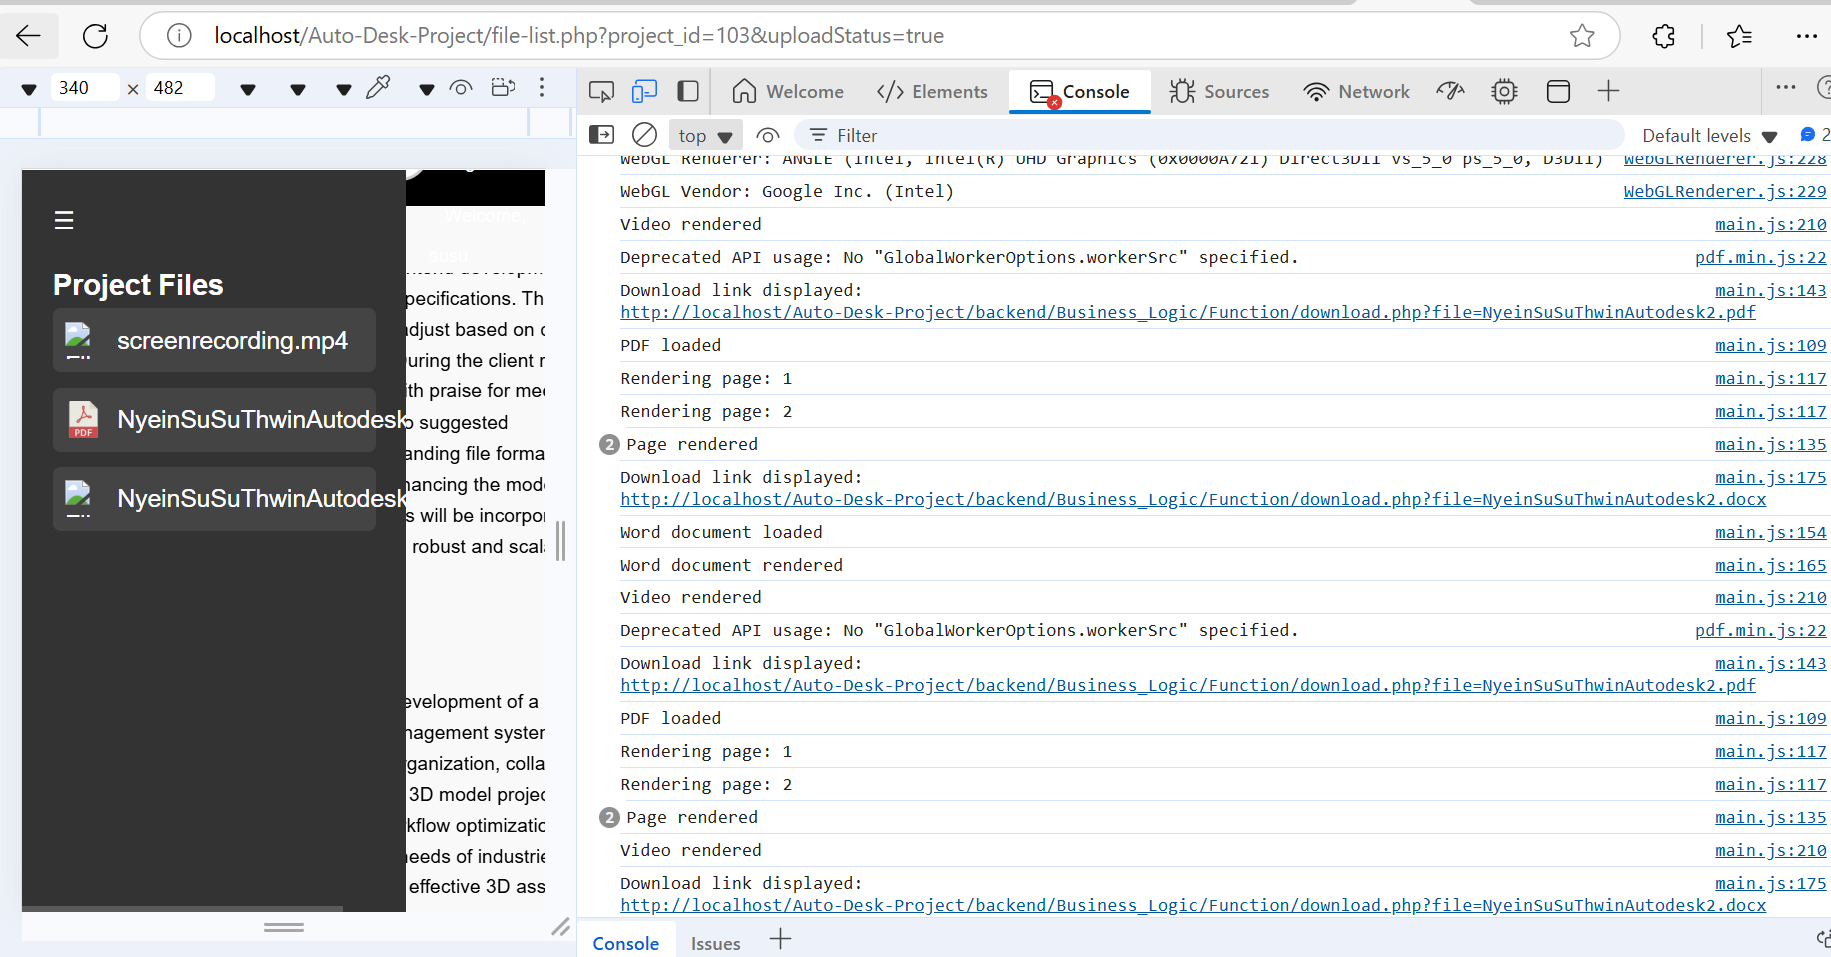 localhost/Auto-Desk-Project/file-list.php?project_id=103&uploadStatus=true
340 × 482
Welcome Elements Console Sources Network
top Filter Default levels 2
☰
Welcome,
susu
Project Files
screenrecording.mp4
NyeinSuSuThwinAutodesk
NyeinSuSuThwinAutodesk
PDF
pecifications. Th
djust based on
uring the client
ith praise for
o suggested
anding file forma
hancing the
s will be incorpo
robust and
evelopment of a
nagement
ganization, colla
3D model
kflow
needs of
effective 3D ass
WebGL Renderer: ANGLE (Intel, Intel(R) UHD Graphics (0x0000A721) Direct3D11 vs_5_0 ps_5_0, D3D11) WebGLRenderer.js:228
WebGL Vendor: Google Inc. (Intel) WebGLRenderer.js:229
Video rendered main.js:210
Deprecated API usage: No "GlobalWorkerOptions.workerSrc" specified. pdf.min.js:22
Download link displayed: main.js:143
http://localhost/Auto-Desk-Project/backend/Business_Logic/Function/download.php?file=NyeinSuSuThwinAutodesk2.pdf
PDF loaded main.js:109
Rendering page: 1 main.js:117
Rendering page: 2 main.js:117
2 Page rendered main.js:135
Download link displayed: main.js:175
http://localhost/Auto-Desk-Project/backend/Business_Logic/Function/download.php?file=NyeinSuSuThwinAutodesk2.docx
Word document loaded main.js:154
Word document rendered main.js:165
Video rendered main.js:210
Deprecated API usage: No "GlobalWorkerOptions.workerSrc" specified. pdf.min.js:22
Download link displayed: main.js:143
http://localhost/Auto-Desk-Project/backend/Business_Logic/Function/download.php?file=NyeinSuSuThwinAutodesk2.pdf
PDF loaded main.js:109
Rendering page: 1 main.js:117
Rendering page: 2 main.js:117
2 Page rendered main.js:135
Video rendered main.js:210
Download link displayed: main.js:175
http://localhost/Auto-Desk-Project/backend/Business_Logic/Function/download.php?file=NyeinSuSuThwinAutodesk2.docx
Console Issues